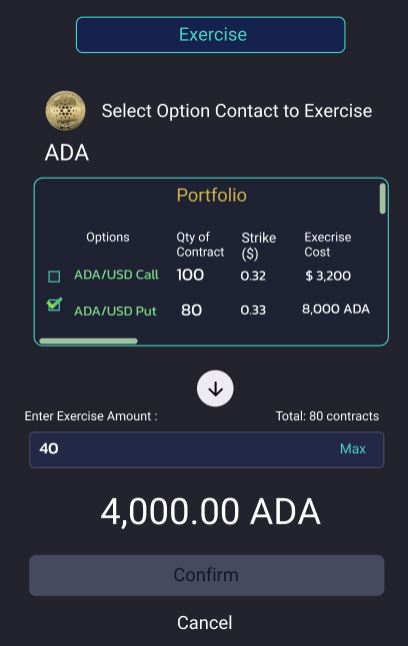 Exercise
Select Option Contact to Exercise
ADA
Portfolio
Options Qty of Contract Strike ($) Execrise Cost
ADA/USD Call 100 0.32 $ 3,200
ADA/USD Put 80 0.33 8,000 ADA
Enter Exercise Amount : Total: 80 contracts
40 Max
4,000.00 ADA
Confirm
Cancel